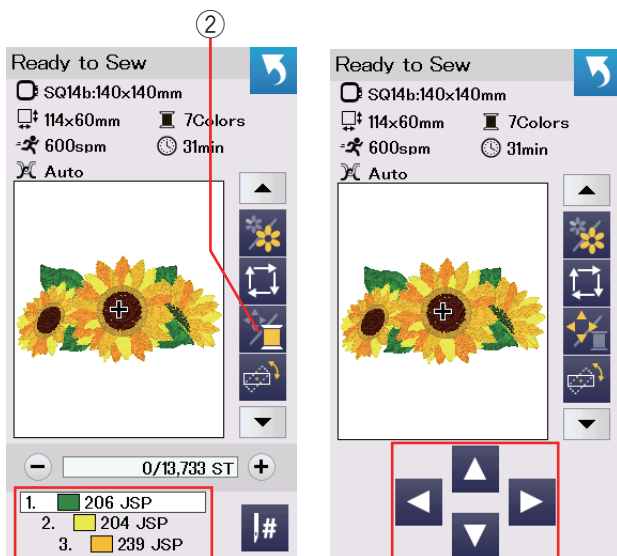 2
Ready to Sew
SQ14b:140x140mm
114x60mm 7Colors
600spm 31min
Auto
0/13,733 ST
1. 206 JSP
2. 204 JSP
3. 239 JSP
#
Ready to Sew
SQ14b:140x140mm
114x60mm 7Colors
600spm 31min
Auto